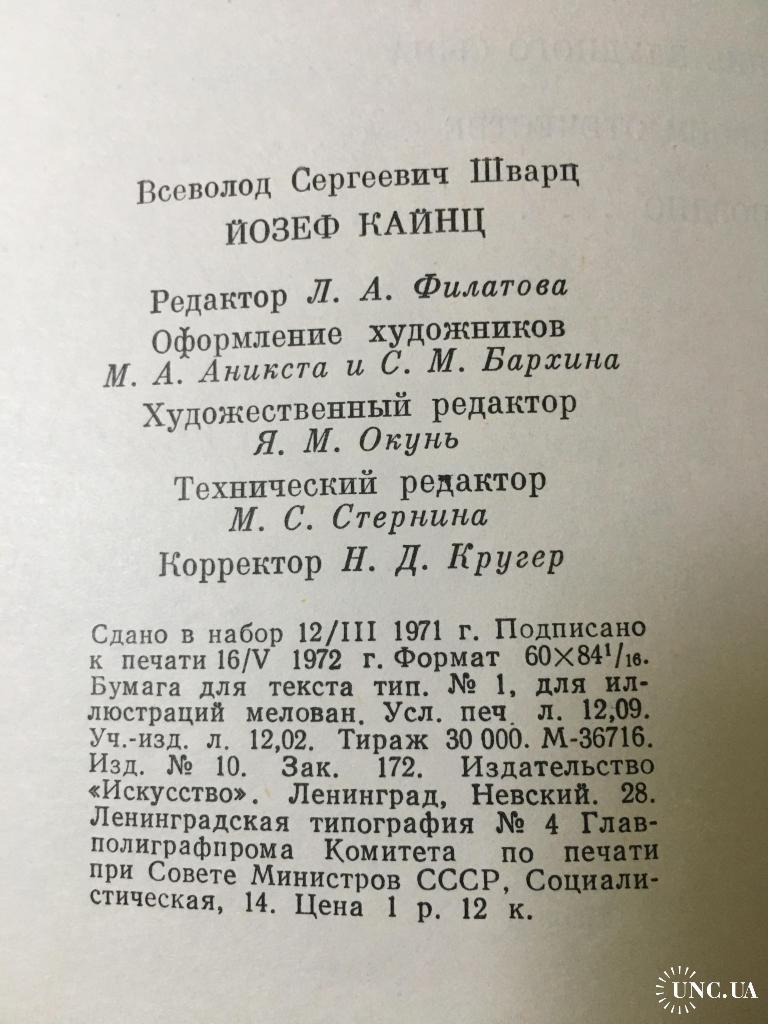 Всеволод Сергеевич Шварц
ЙОЗЕФ КАЙНЦ
Редактор Л. А. Филатова
Оформление художников
М. А. Аникста и С. М. Бархина
Художественный редактор
Я. М. Окунь
Технический редактор
М. С. Стернина
Корректор Н. Д. Кругер
Сдано в набор 12/III 1971 г. Подписано
к печати 16/V 1972 г. Формат 60×84¹/₁₆.
Бумага для текста тип. № 1, для ил-
люстраций мелован. Усл. печ. л. 12,09.
Уч.-изд. л. 12,02. Тираж 30 000. М-36716.
Изд. № 10. Зак. 172. Издательство
«Искусство». Ленинград, Невский. 28.
Ленинградская типография № 4 Глав-
полиграфпрома Комитета по печати
при Совете Министров СССР, Социали-
стическая, 14. Цена 1 р. 12 к.
UNC.UA